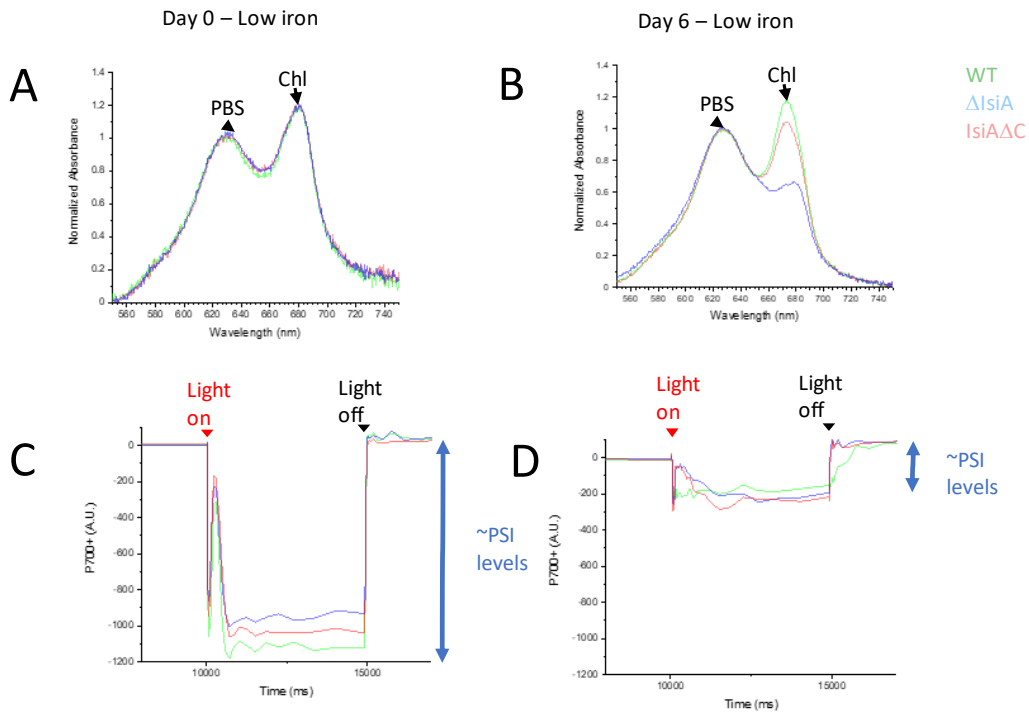 Day 0 – Low iron
Day 6 – Low iron
A
PBS
Chl
Normalized Absorbance
1.4
1.2
1.0
0.8
0.6
0.4
0.2
0
560 580 600 620 640 660 680 700 720 740
Wavelength (nm)
B
PBS
Chl
WT
ΔIsiA
IsiAΔC
Normalized Absorbance
1.4
1.2
1.0
0.8
0.6
0.4
0.2
0
560 580 600 620 640 660 680 700 720 740
Wavelength (nm)
C
Light
on
Light
off
P700+ (A.U.)
0
-200
-400
-600
-800
-1000
-1200
10000 15000
Time (ms)
~PSI
levels
D
Light
on
Light
off
P700+ (A.U.)
0
-200
-400
-600
-800
-1000
-1200
10000 15000
Time (ms)
~PSI
levels